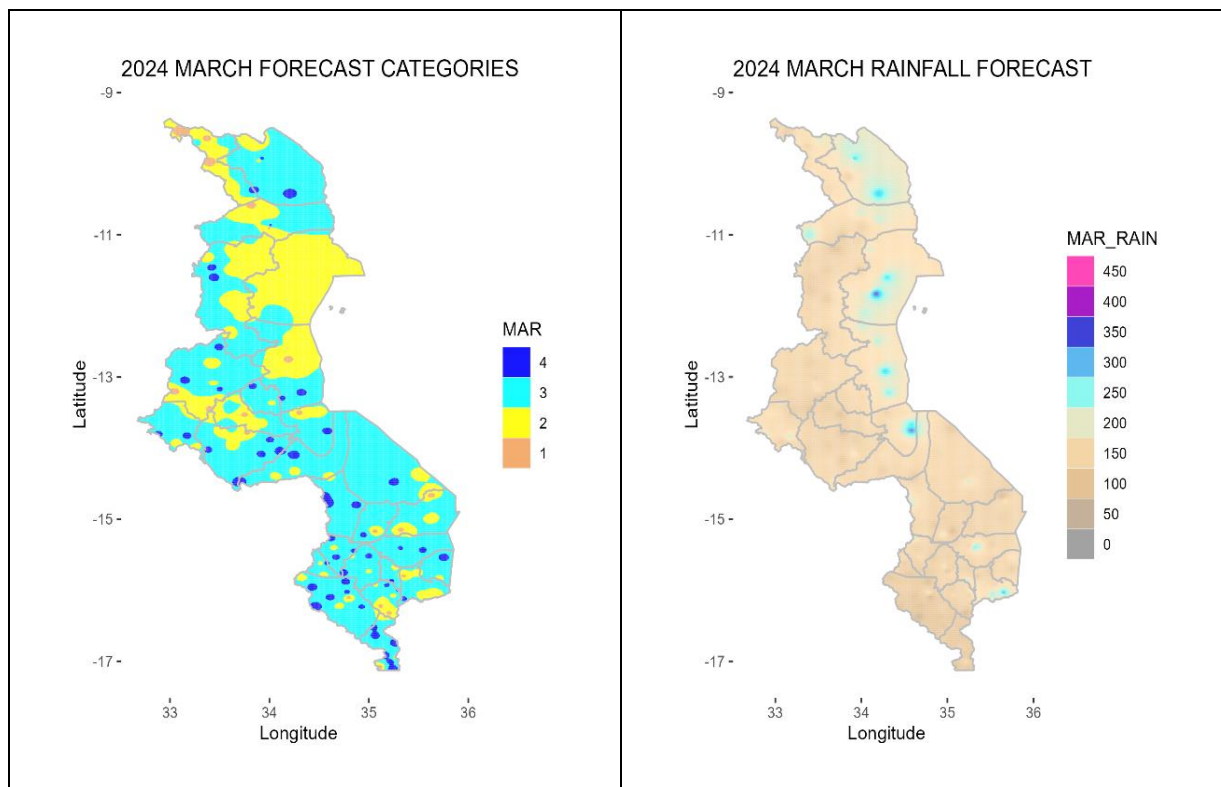 2024 MARCH FORECAST CATEGORIES
-9
-11
-13
-15
-17
Latitude
33 34 35 36
Longitude
MAR
4
3
2
1
2024 MARCH RAINFALL FORECAST
-9
-11
-13
-15
-17
Latitude
33 34 35 36
Longitude
MAR_RAIN
450
400
350
300
250
200
150
100
50
0